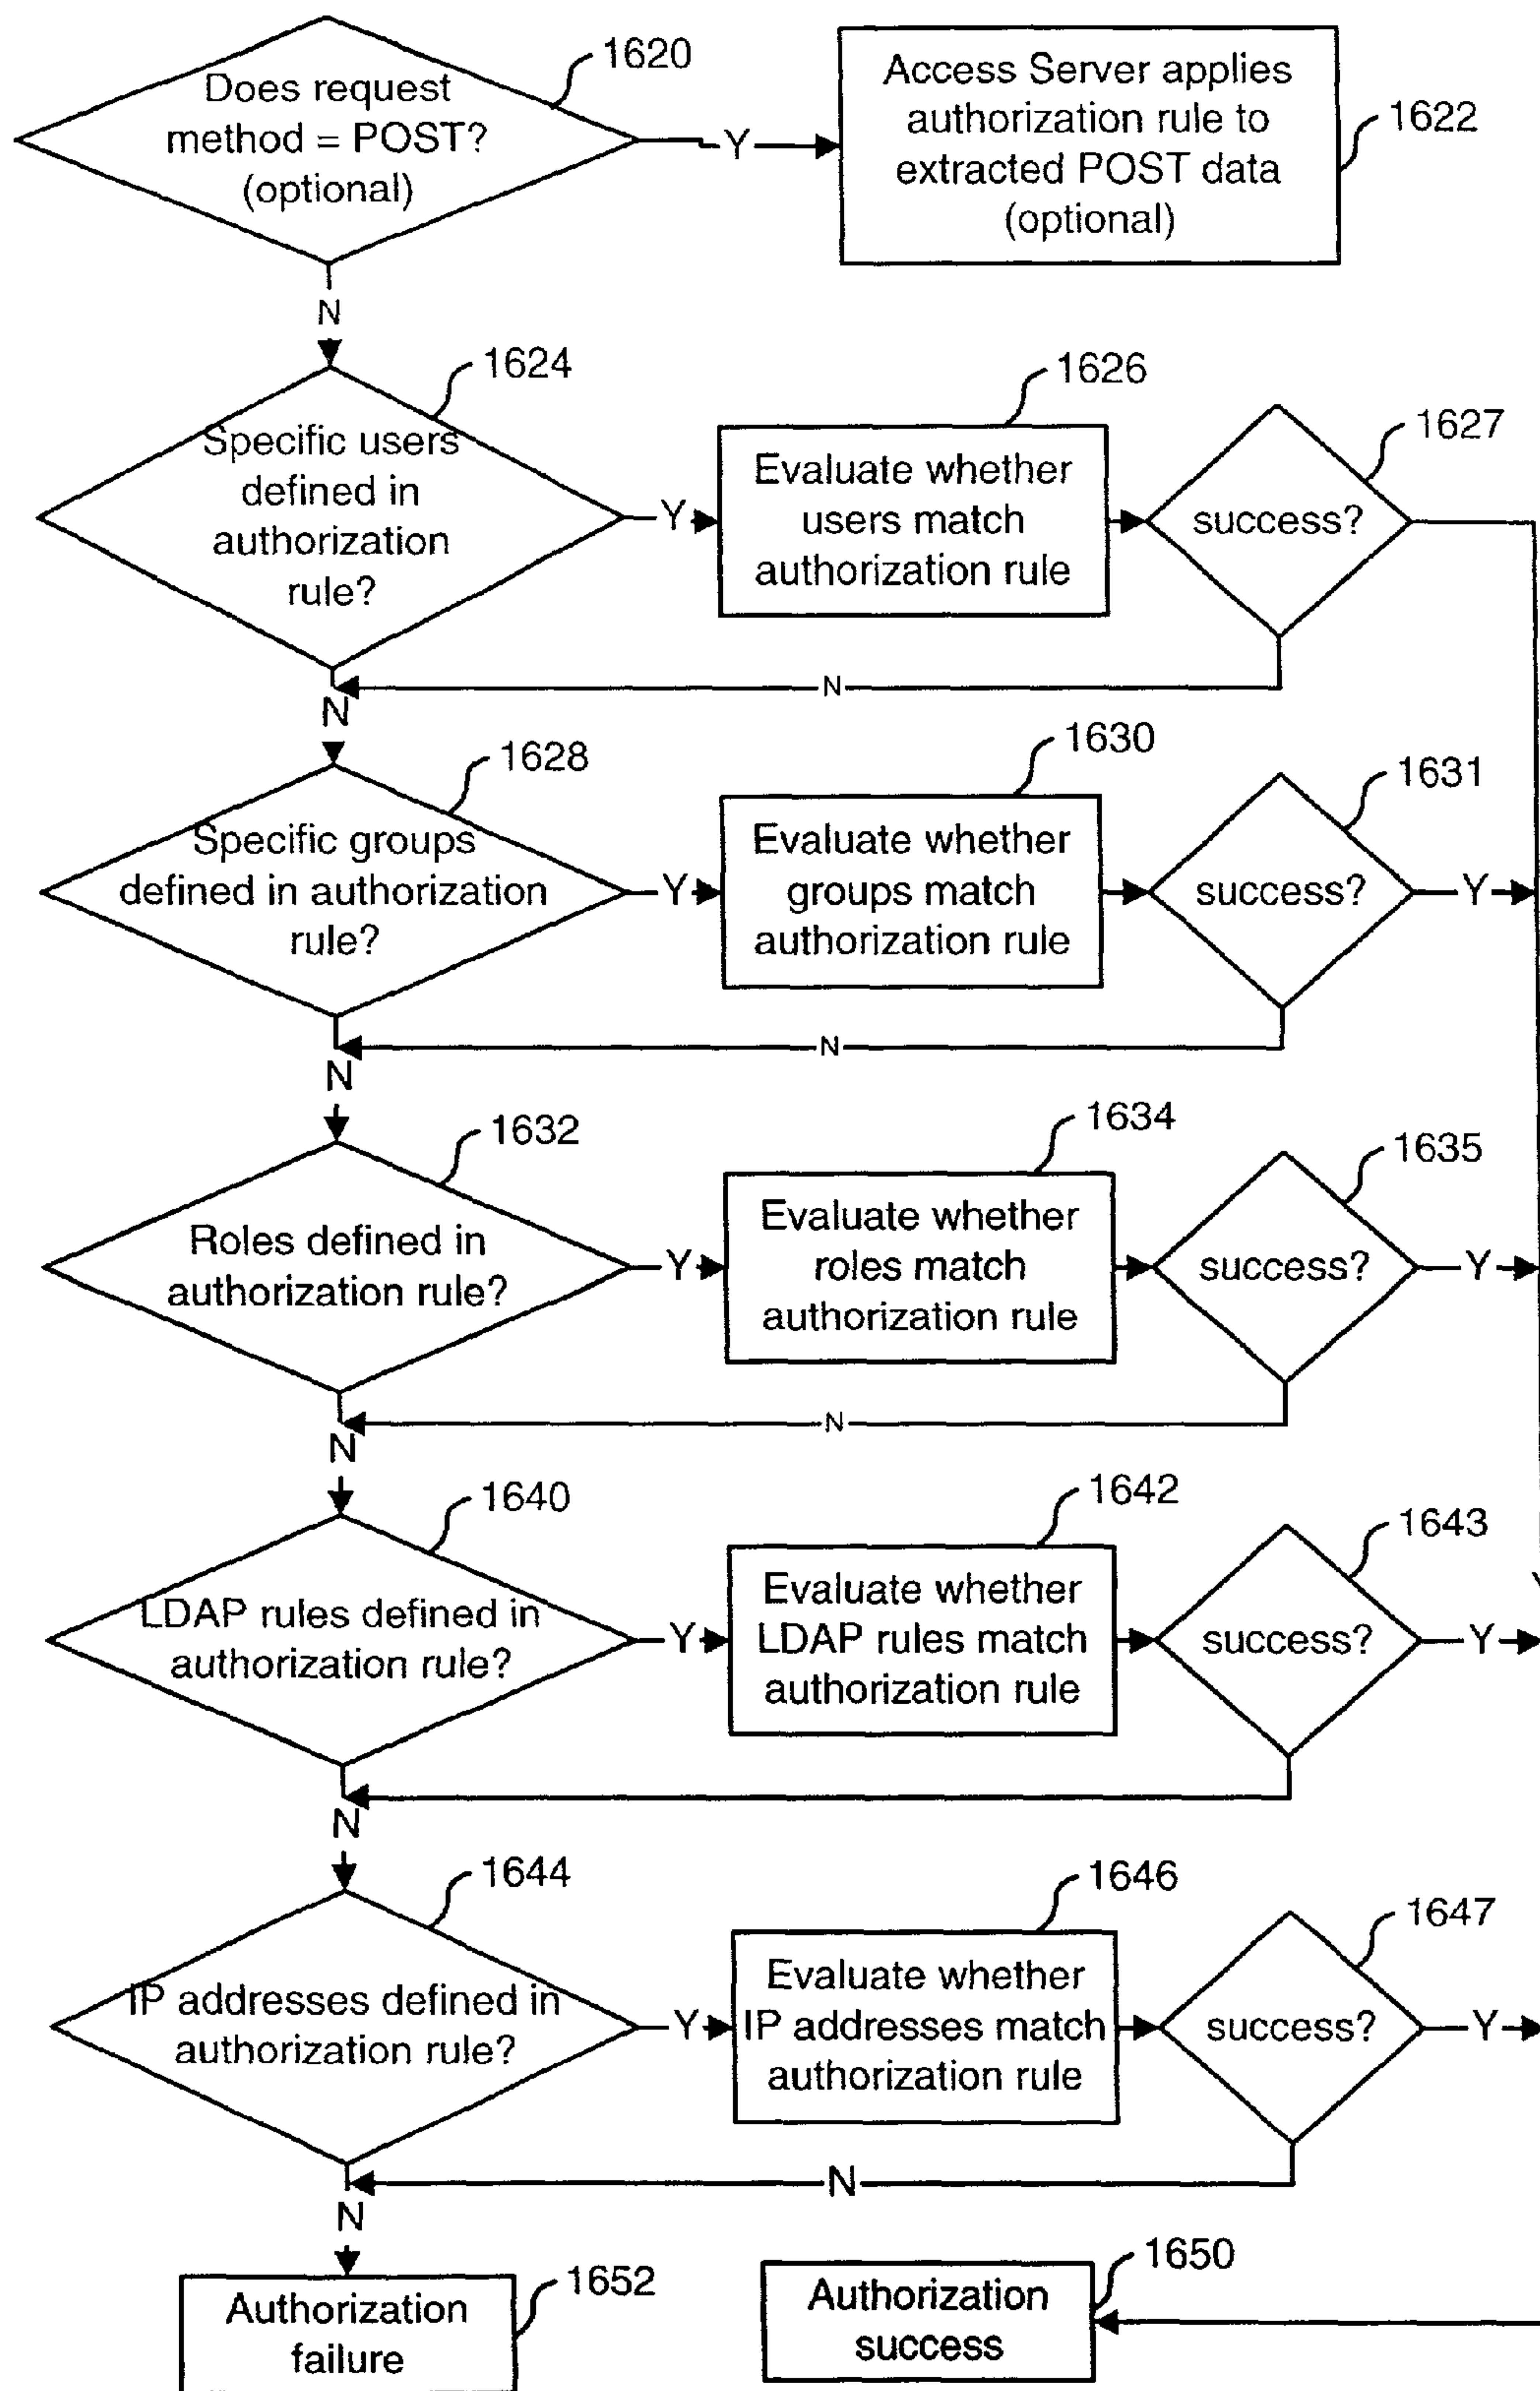 1620
Does request
method = POST?
(optional)
Y
Access Server applies
authorization rule to
extracted POST data
(optional)
1622
N
1624
Specific users
defined in
authorization
rule?
Y
1626
Evaluate whether
users match
authorization rule
1627
success?
N
N
1628
Specific groups
defined in authorization
rule?
Y
1630
Evaluate whether
groups match
authorization rule
1631
success?
Y
N
N
1632
Roles defined in
authorization rule?
Y
1634
Evaluate whether
roles match
authorization rule
1635
success?
Y
N
N
1640
LDAP rules defined in
authorization rule?
Y
1642
Evaluate whether
LDAP rules match
authorization rule
1643
success?
Y
N
1644
IP addresses defined in
authorization rule?
Y
1646
Evaluate whether
IP addresses match
authorization rule
1647
success?
Y
N
N
1652
Authorization
failure
1650
Authorization
success